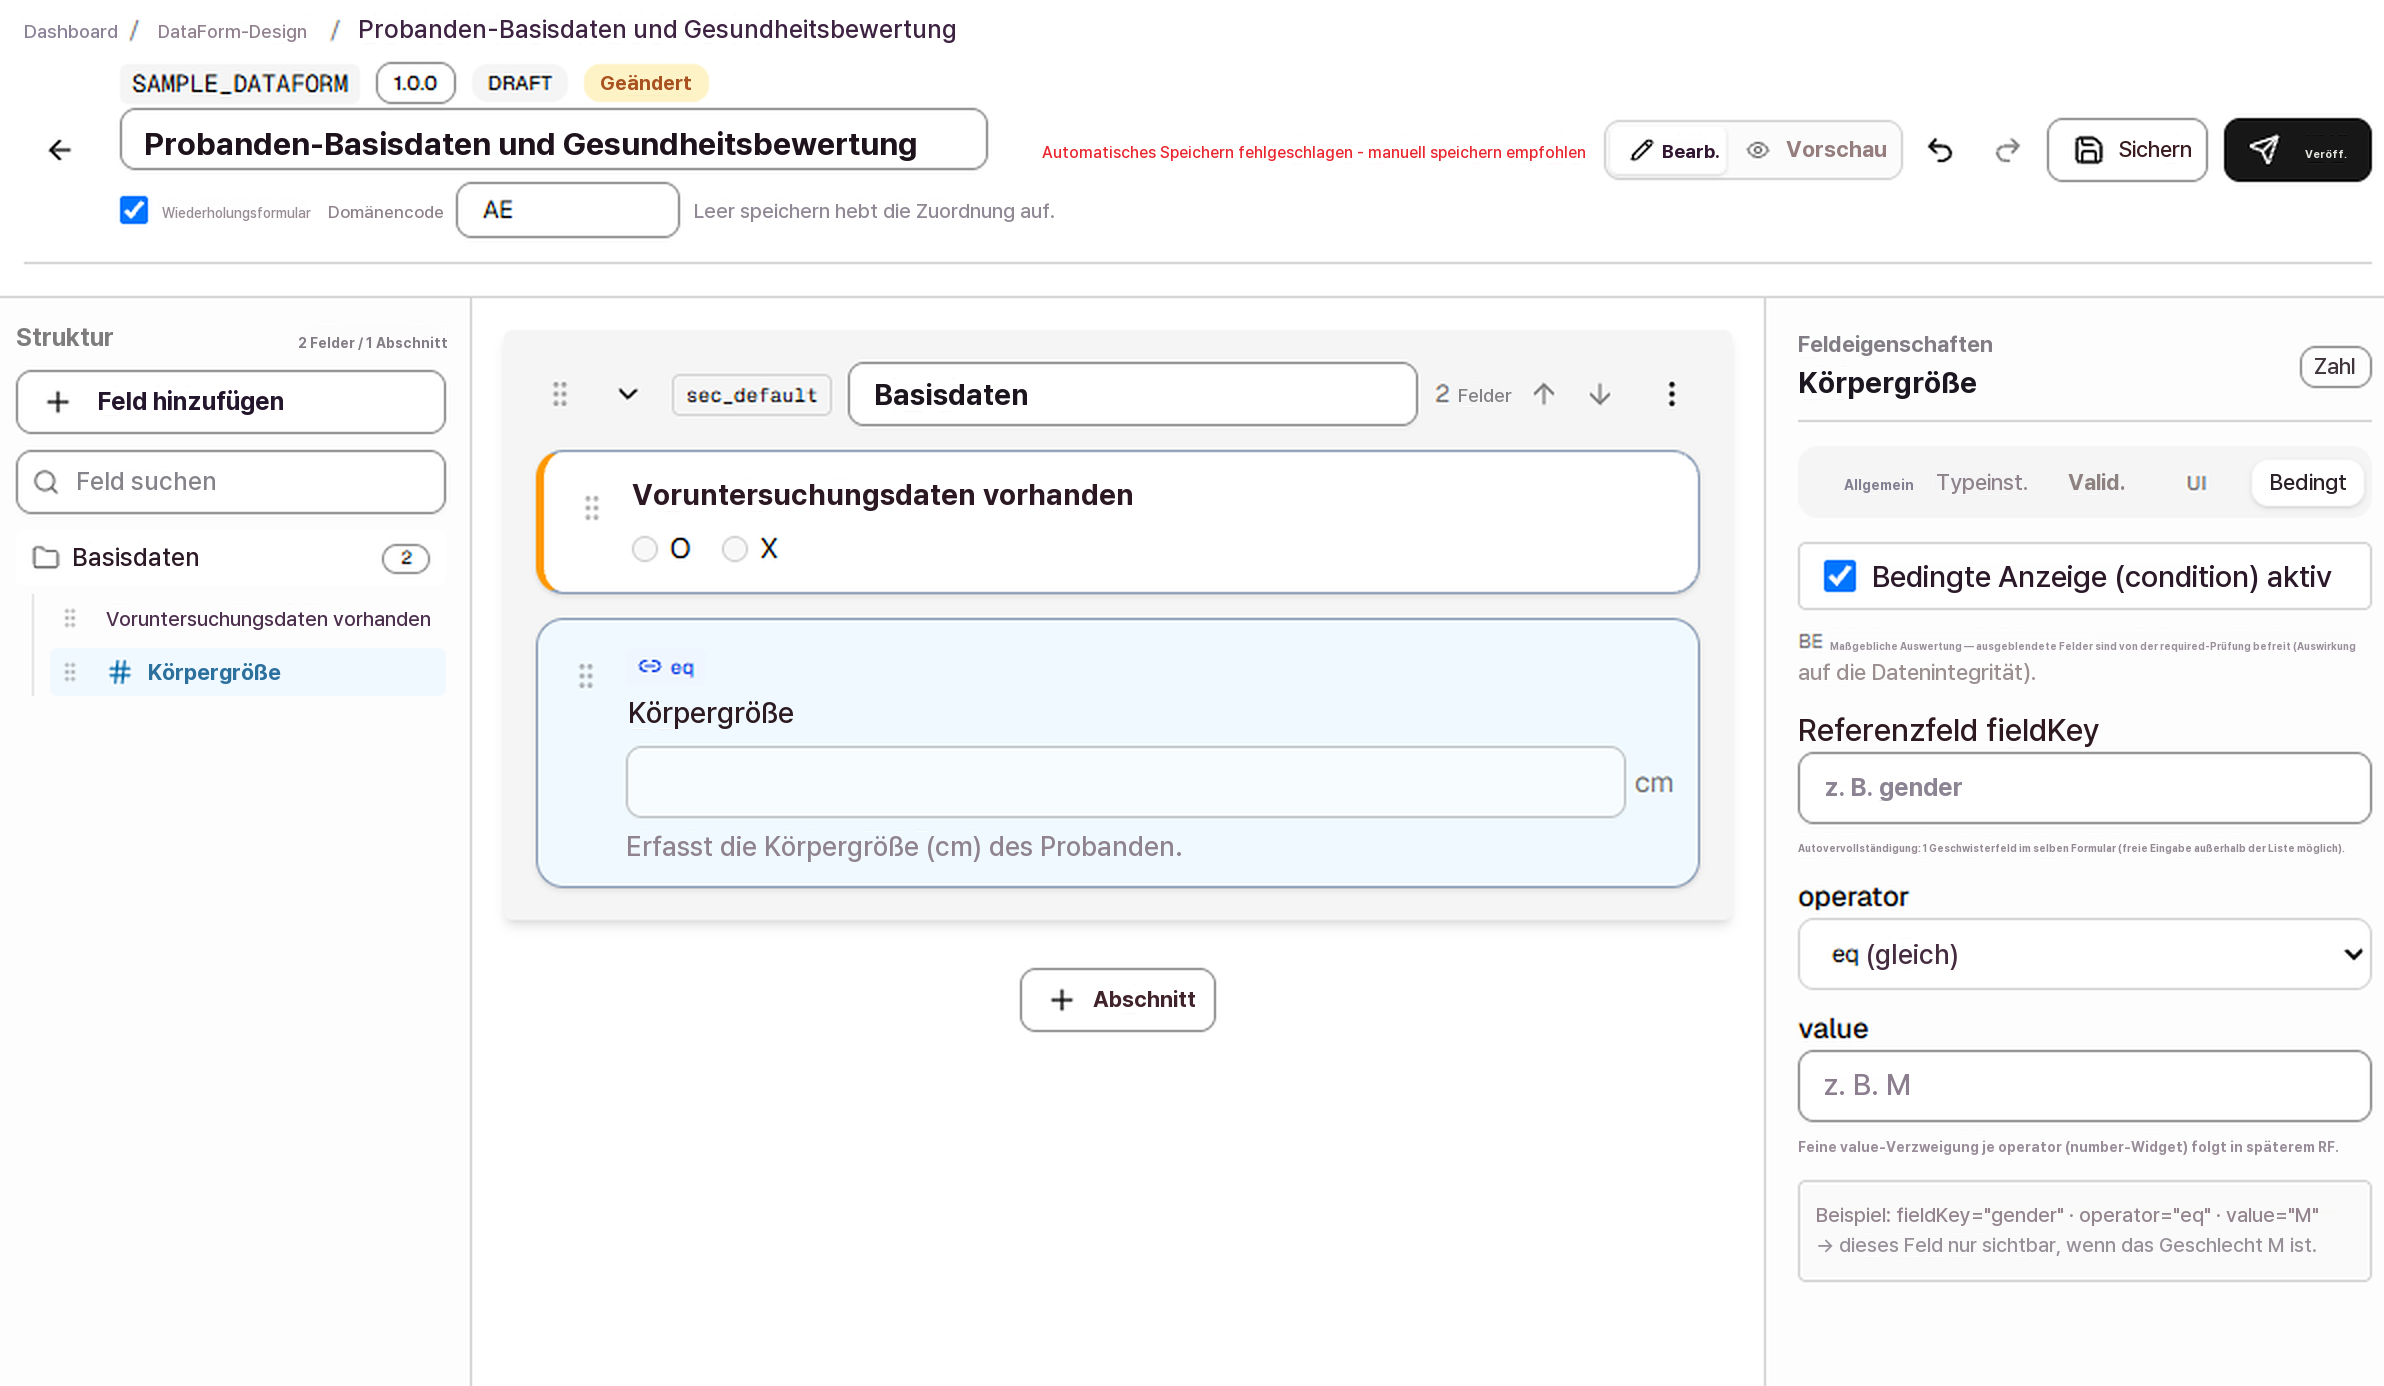 Dashboard / DataForm-Design / Probanden-Basisdaten und Gesundheitsbewertung
SAMPLE_DATAFORM 1.0.0 DRAFT Geändert
Probanden-Basisdaten und Gesundheitsbewertung
Automatisches Speichern fehlgeschlagen - manuell speichern empfohlen
Bearb. Vorschau Sichern Veröff.
Wiederholungsformular Domänencode AE Leer speichern hebt die Zuordnung auf.
Struktur 2 Felder / 1 Abschnitt
Feld hinzufügen
Feld suchen
Basisdaten 2
Voruntersuchungsdaten vorhanden
Körpergröße
sec_default Basisdaten 2 Felder
Voruntersuchungsdaten vorhanden
O X
eq
Körpergröße
cm
Erfasst die Körpergröße (cm) des Probanden.
Abschnitt
Feldeigenschaften
Körpergröße Zahl
Allgemein Typeinst. Valid. UI Bedingt
Bedingte Anzeige (condition) aktiv
BE Maßgebliche Auswertung — ausgeblendete Felder sind von der required-Prüfung befreit (Auswirkung
auf die Datenintegrität).
Referenzfeld fieldKey
z. B. gender
Autovervollständigung: 1 Geschwisterfeld im selben Formular (freie Eingabe außerhalb der Liste möglich).
operator
eq (gleich)
value
z. B. M
Feine value-Verzweigung je operator (number-Widget) folgt in späterem RF.
Beispiel: fieldKey="gender" · operator="eq" · value="M"
→ dieses Feld nur sichtbar, wenn das Geschlecht M ist.